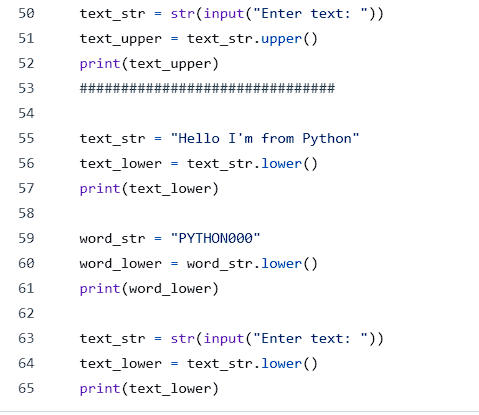 50 text_str = str(input("Enter text: "))
51 text_upper = text_str.upper()
52 print(text_upper)
53 ###############################
54
55 text_str = "Hello I'm from Python"
56 text_lower = text_str.lower()
57 print(text_lower)
58
59 word_str = "PYTHON000"
60 word_lower = word_str.lower()
61 print(word_lower)
62
63 text_str = str(input("Enter text: "))
64 text_lower = text_str.lower()
65 print(text_lower)